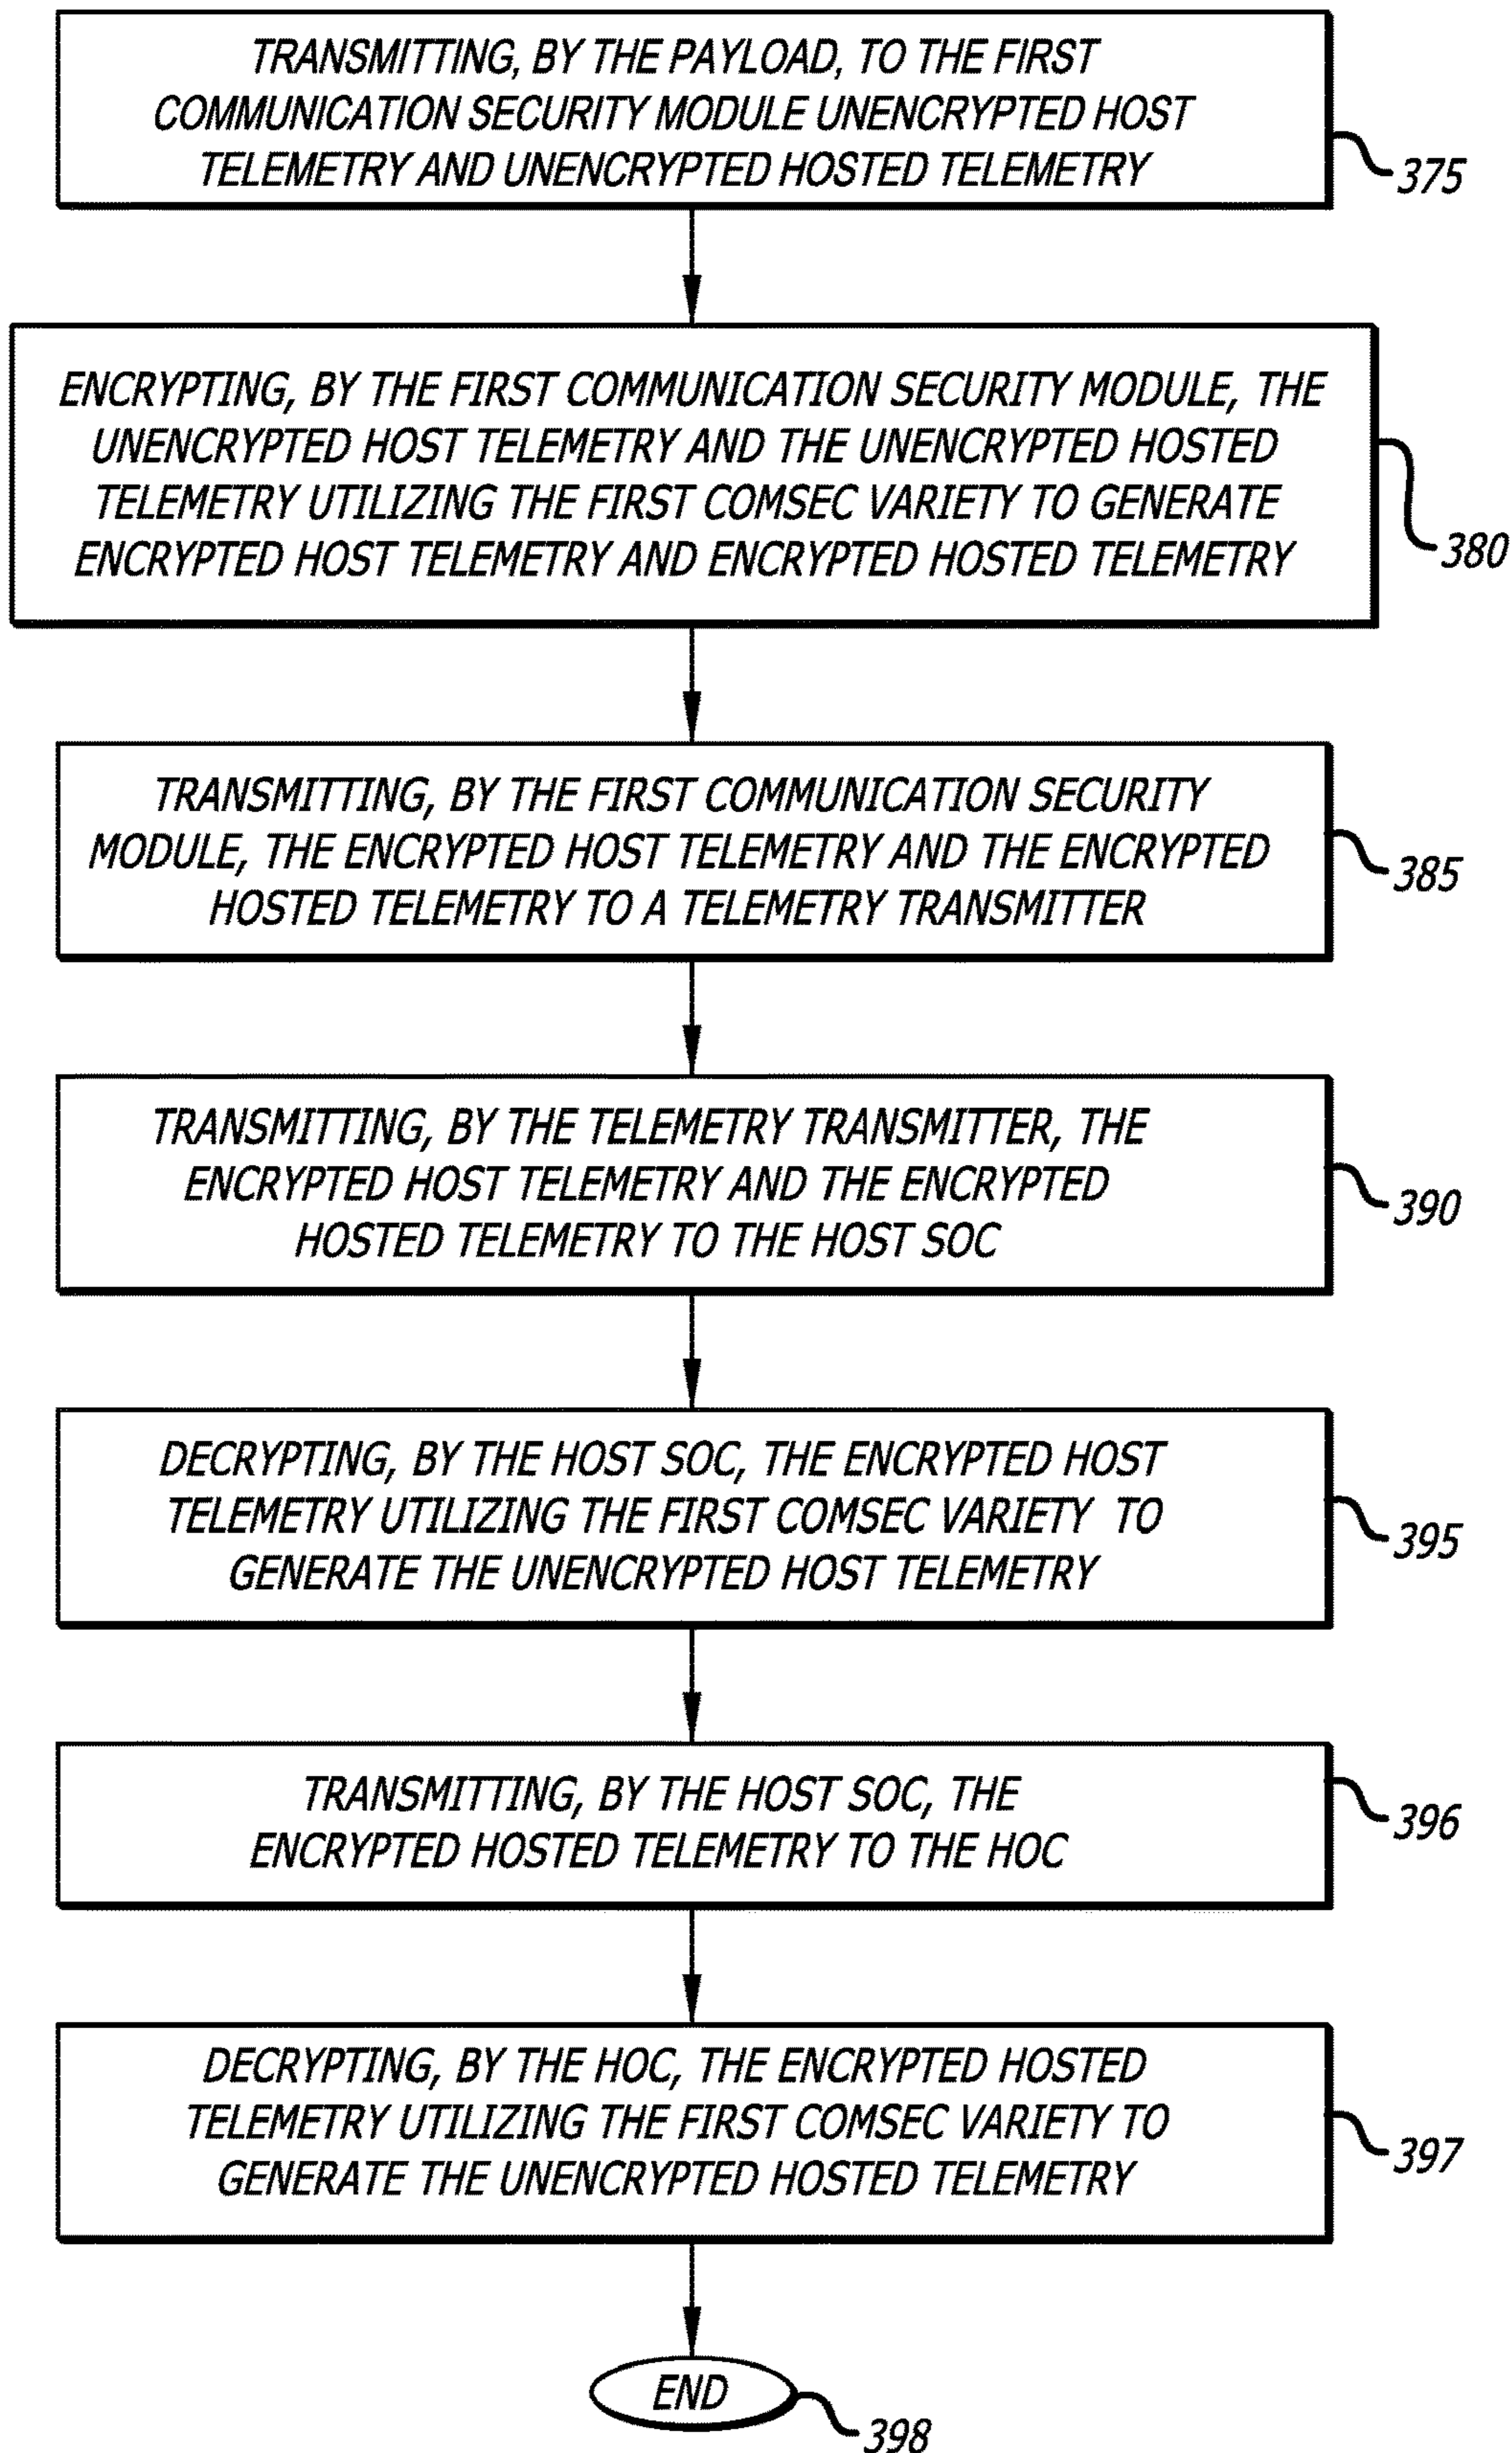 TRANSMITTING, BY THE PAYLOAD, TO THE FIRST
COMMUNICATION SECURITY MODULE UNENCRYPTED HOST
TELEMETRY AND UNENCRYPTED HOSTED TELEMETRY
375
ENCRYPTING, BY THE FIRST COMMUNICATION SECURITY MODULE, THE
UNENCRYPTED HOST TELEMETRY AND THE UNENCRYPTED HOSTED
TELEMETRY UTILIZING THE FIRST COMSEC VARIETY TO GENERATE
ENCRYPTED HOST TELEMETRY AND ENCRYPTED HOSTED TELEMETRY
380
TRANSMITTING, BY THE FIRST COMMUNICATION SECURITY
MODULE, THE ENCRYPTED HOST TELEMETRY AND THE ENCRYPTED
HOSTED TELEMETRY TO A TELEMETRY TRANSMITTER
385
TRANSMITTING, BY THE TELEMETRY TRANSMITTER, THE
ENCRYPTED HOST TELEMETRY AND THE ENCRYPTED
HOSTED TELEMETRY TO THE HOST SOC
390
DECRYPTING, BY THE HOST SOC, THE ENCRYPTED HOST
TELEMETRY UTILIZING THE FIRST COMSEC VARIETY TO
GENERATE THE UNENCRYPTED HOST TELEMETRY
395
TRANSMITTING, BY THE HOST SOC, THE
ENCRYPTED HOSTED TELEMETRY TO THE HOC
396
DECRYPTING, BY THE HOC, THE ENCRYPTED HOSTED
TELEMETRY UTILIZING THE FIRST COMSEC VARIETY TO
GENERATE THE UNENCRYPTED HOSTED TELEMETRY
397
END
398